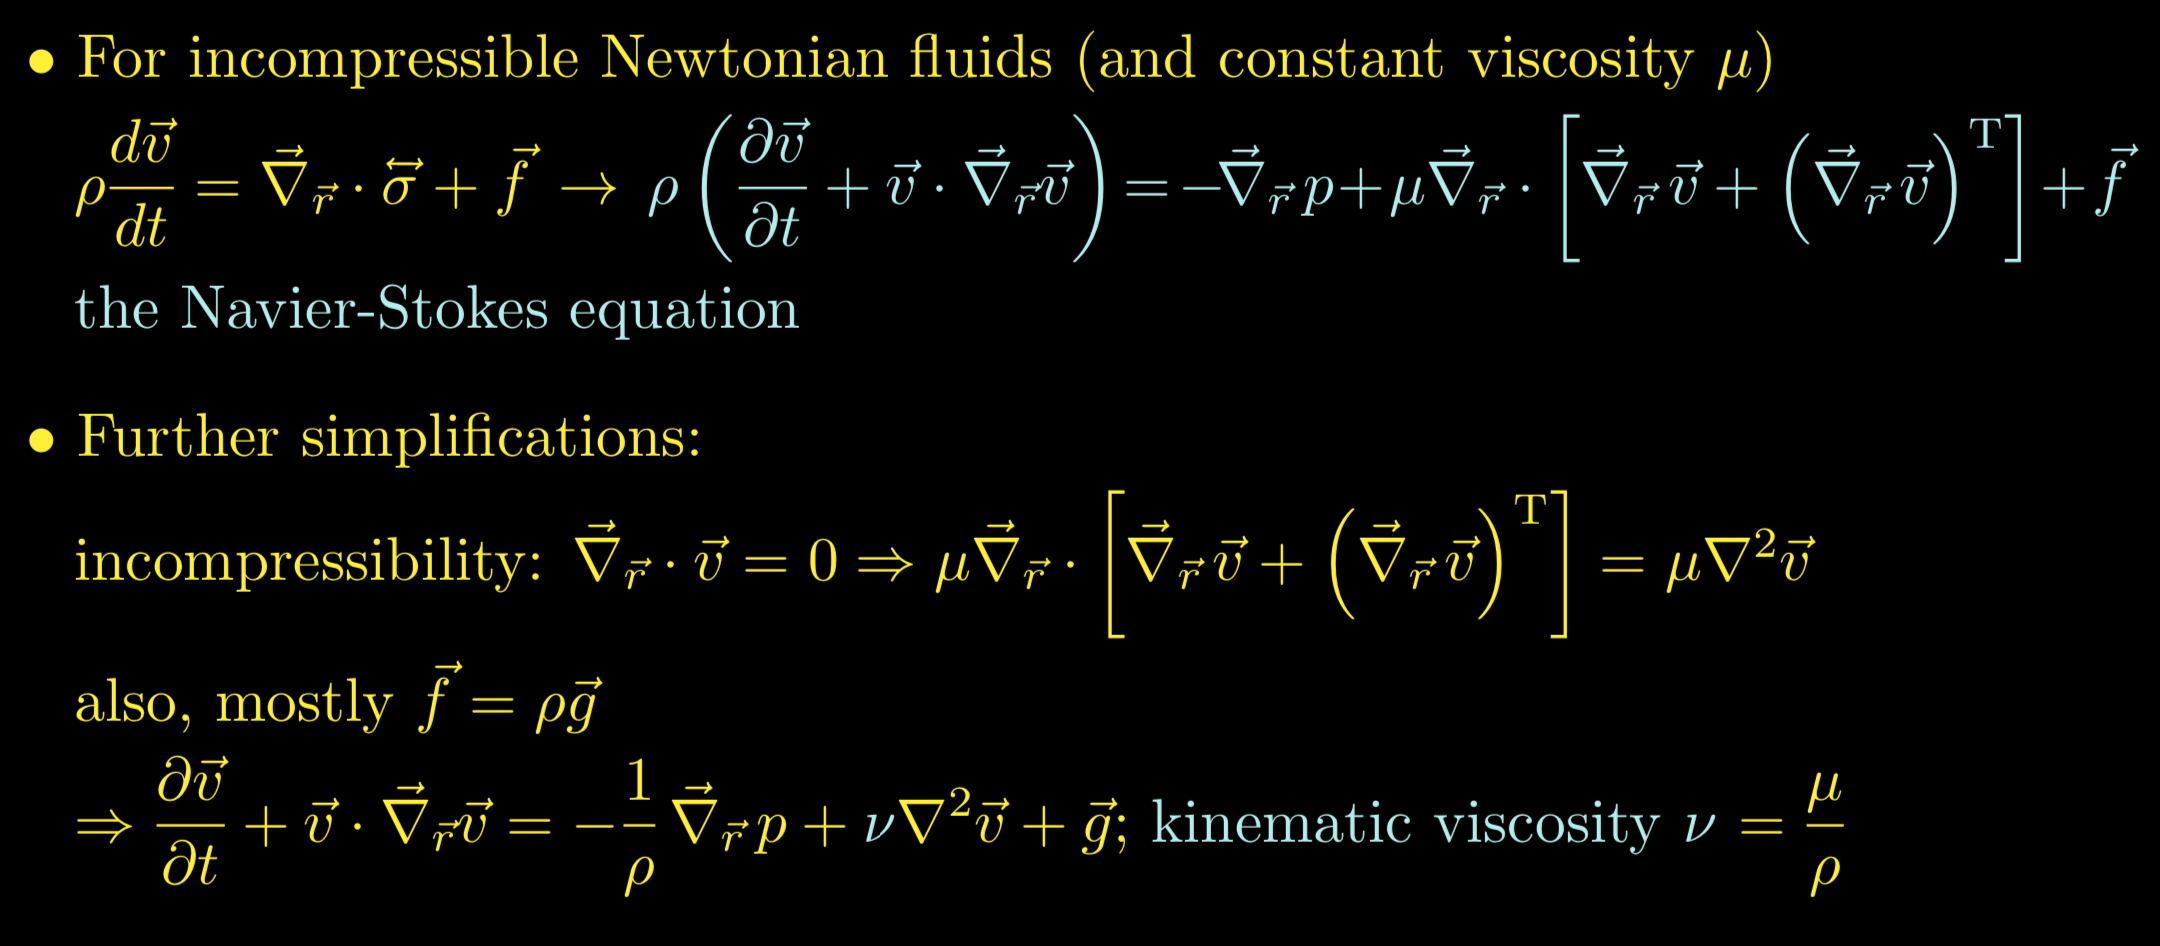 • For incompressible Newtonian fluids (and constant viscosity $\mu$)
$\rho\dfrac{d\vec{v}}{dt} = \vec{\nabla}_{\vec{r}} \cdot \overleftrightarrow{\sigma} + \vec{f} \rightarrow \rho\left(\dfrac{\partial\vec{v}}{\partial t} + \vec{v} \cdot \vec{\nabla}_{\vec{r}}\vec{v}\right) = -\vec{\nabla}_{\vec{r}}\, p + \mu\vec{\nabla}_{\vec{r}} \cdot \left[\vec{\nabla}_{\vec{r}}\vec{v} + \left(\vec{\nabla}_{\vec{r}}\vec{v}\right)^{\mathrm{T}}\right] + \vec{f}$
the Navier-Stokes equation
• Further simplifications:
incompressibility: $\vec{\nabla}_{\vec{r}} \cdot \vec{v} = 0 \Rightarrow \mu\vec{\nabla}_{\vec{r}} \cdot \left[\vec{\nabla}_{\vec{r}}\vec{v} + \left(\vec{\nabla}_{\vec{r}}\vec{v}\right)^{\mathrm{T}}\right] = \mu\nabla^2\vec{v}$
also, mostly $\vec{f} = \rho\vec{g}$
$\Rightarrow \dfrac{\partial\vec{v}}{\partial t} + \vec{v} \cdot \vec{\nabla}_{\vec{r}}\vec{v} = -\dfrac{1}{\rho}\vec{\nabla}_{\vec{r}}\, p + \nu\nabla^2\vec{v} + \vec{g}$; kinematic viscosity $\nu = \dfrac{\mu}{\rho}$